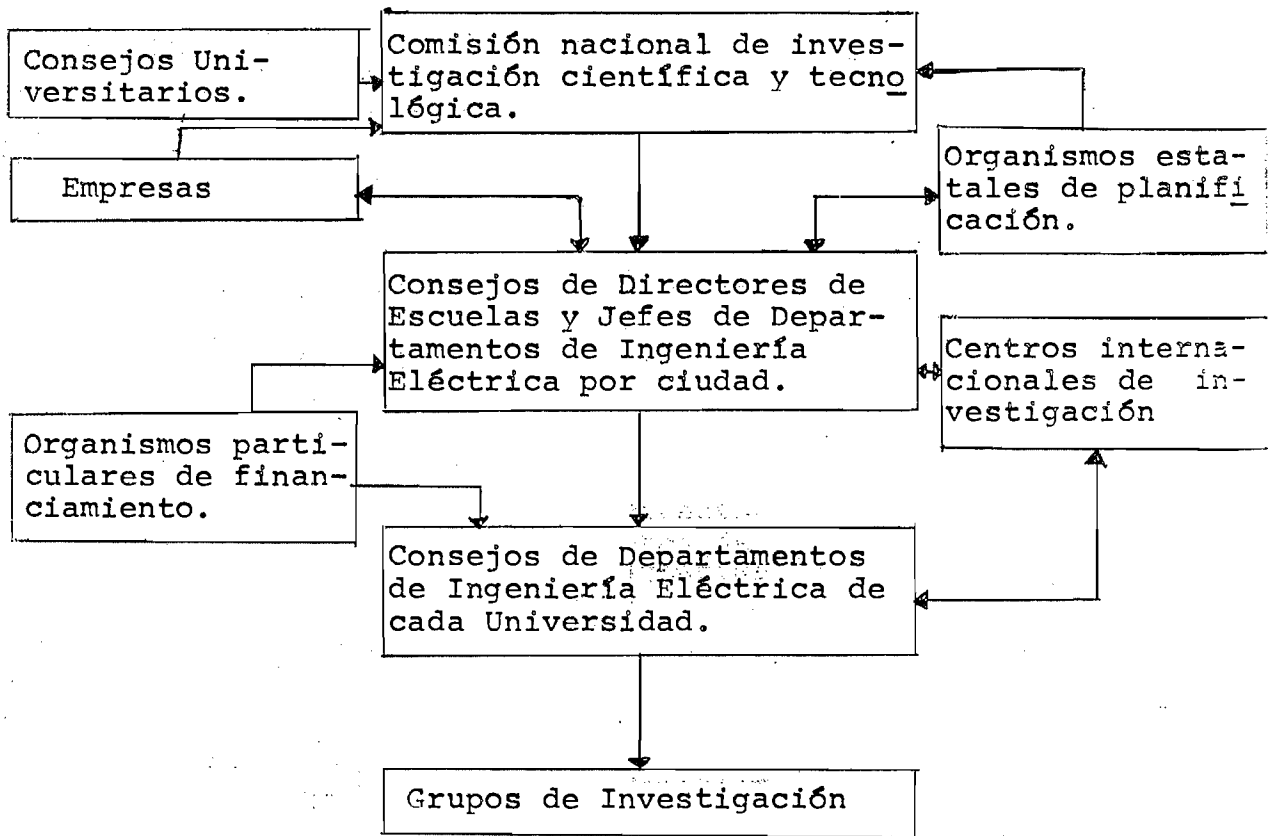 Consejos Uni-
versitarios.
Comisión nacional de inves-
tigación científica y tecno
lógica.
Empresas
Organismos esta-
tales de planifi
cación.
Consejos de Directores de
Escuelas y Jefes de Depar-
tamentos de Ingeniería
Eléctrica por ciudad.
Centros interna-
cionales de in-
vestigación
Organismos parti-
culares de finan-
ciamiento.
Consejos de Departamentos
de Ingeniería Eléctrica de
cada Universidad.
Grupos de Investigación